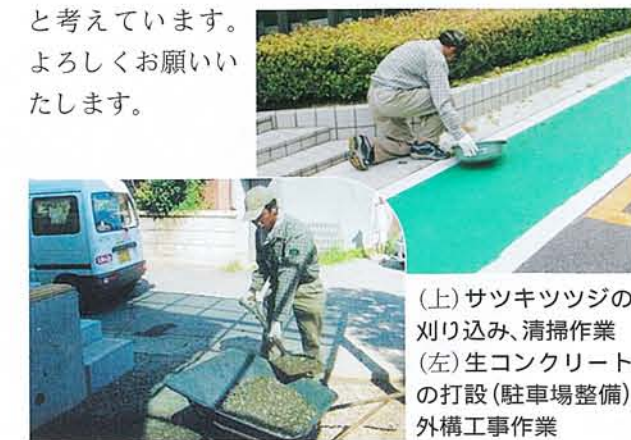 と考えています。
よろしくお願いい
たします。
(上)サツキツツジの
刈り込み、清掃作業
(左)生コンクリート
の打設(駐車場整備)
外構工事作業